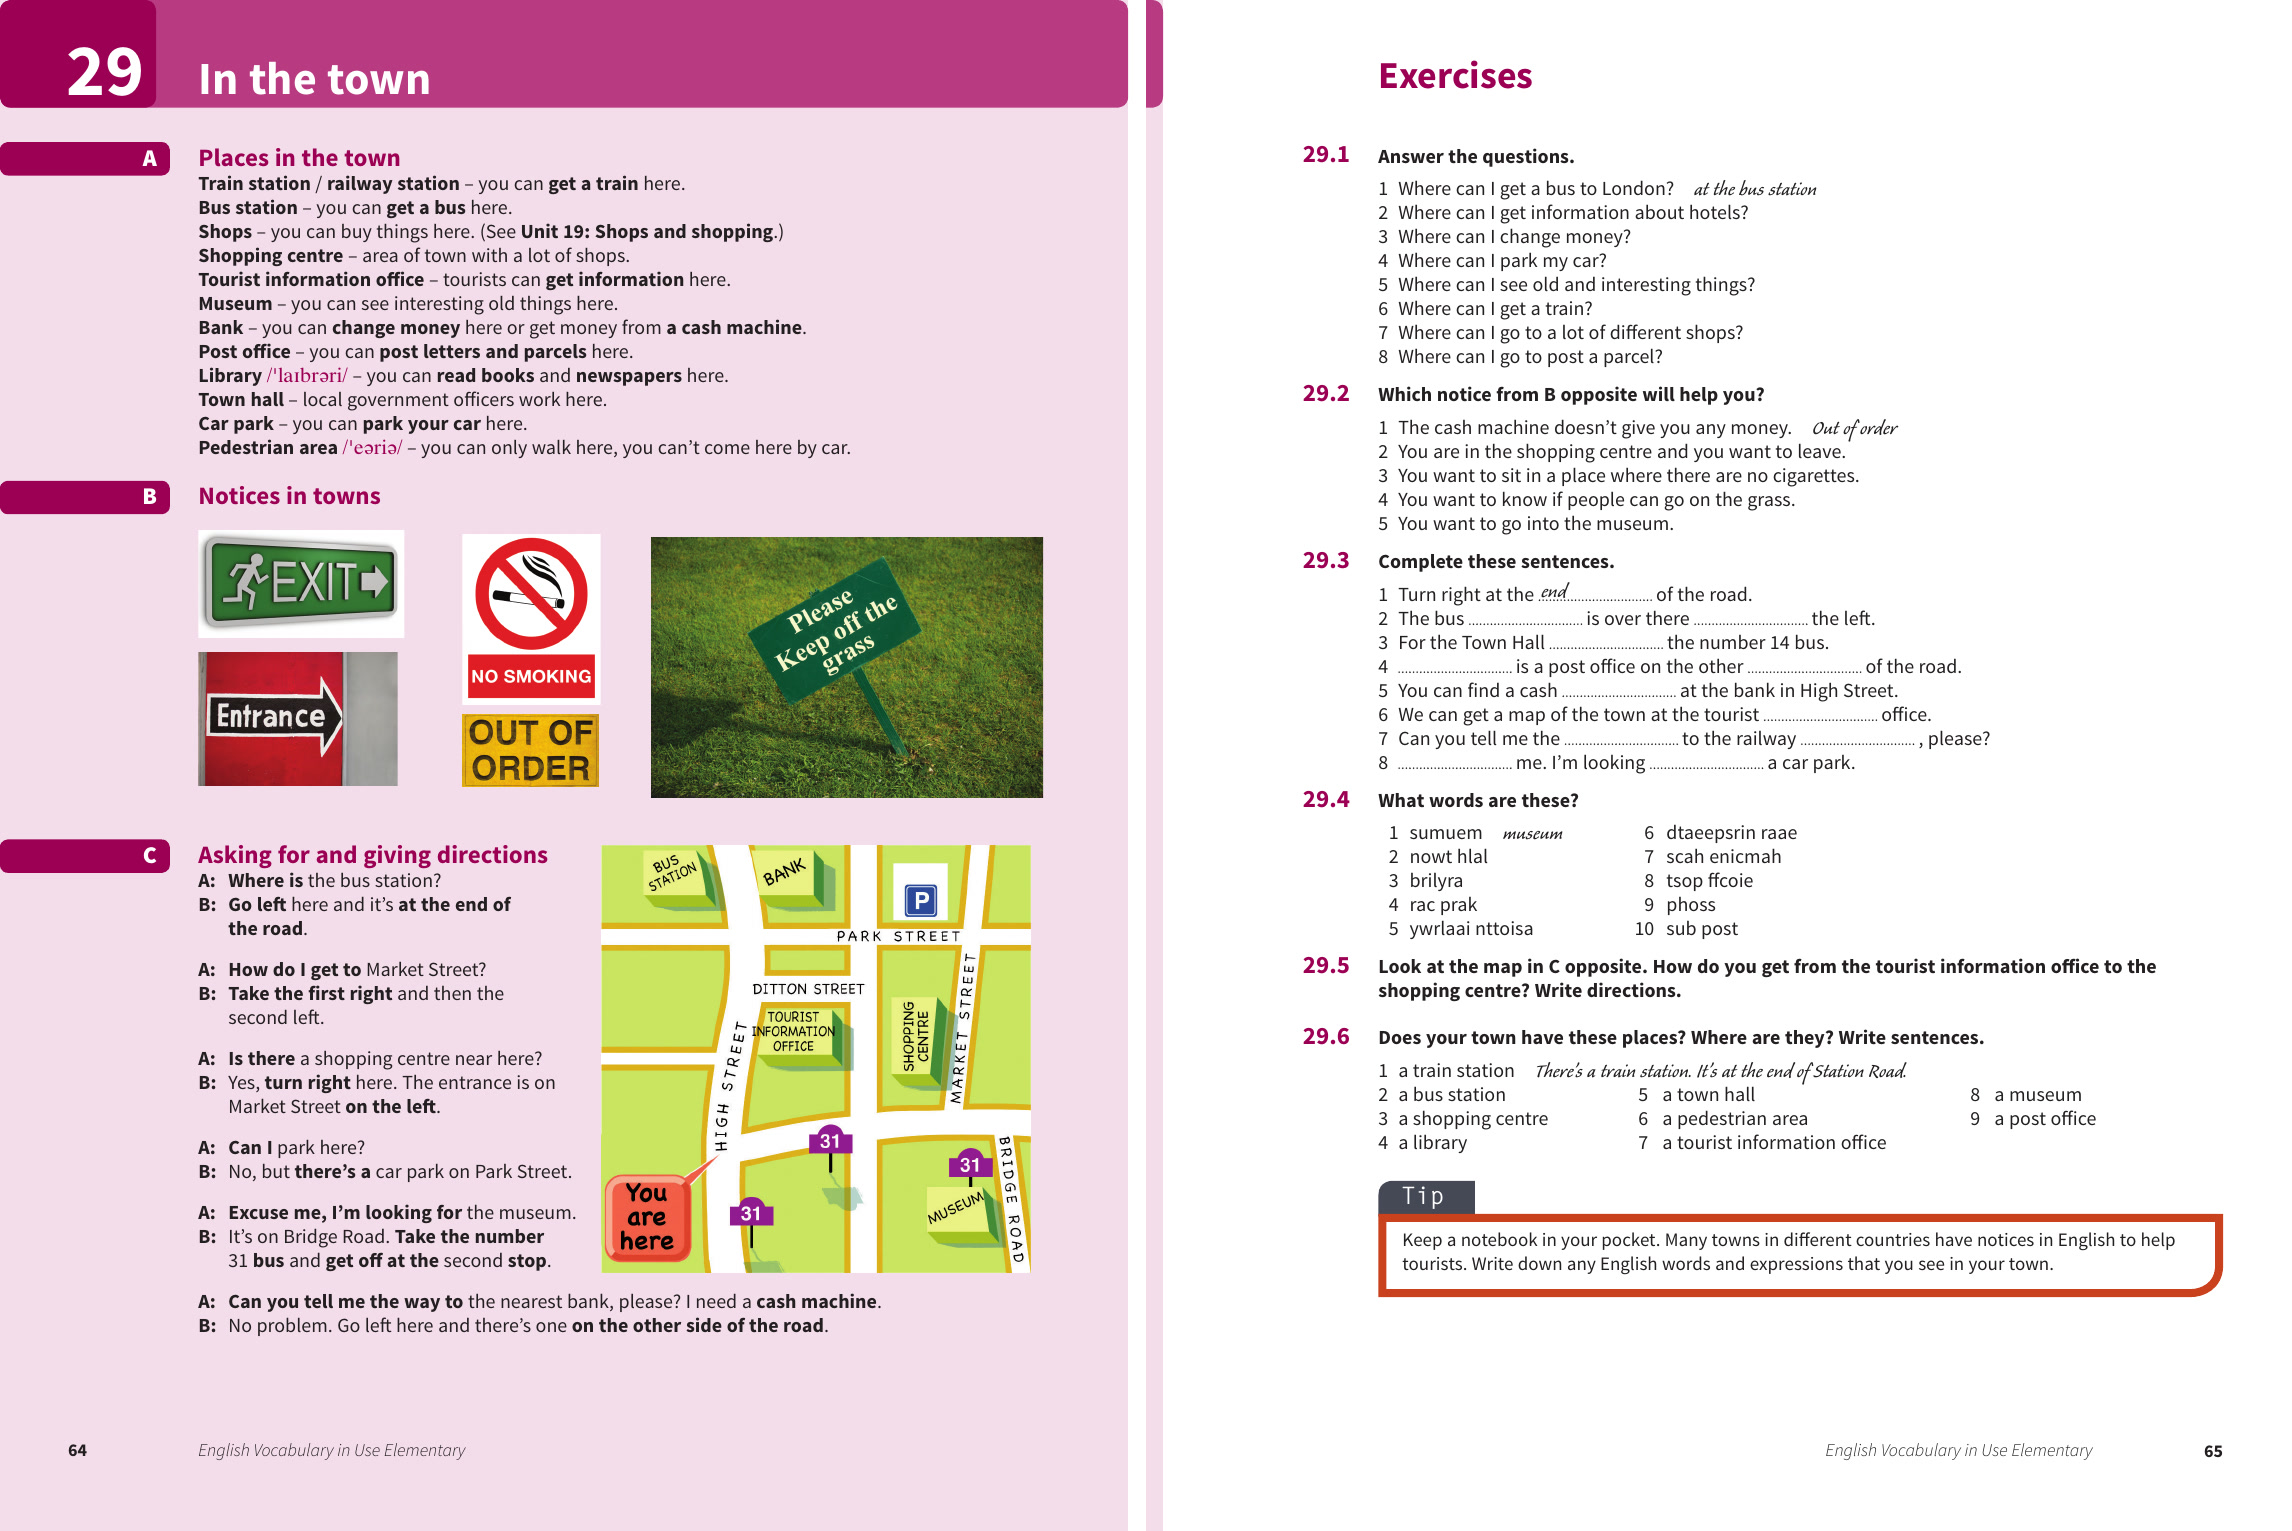 29
In the town
A
Places in the town
Train station / railway station – you can get a train here.
Bus station – you can get a bus here.
Shops – you can buy things here. (See Unit 19: Shops and shopping.)
Shopping centre – area of town with a lot of shops.
Tourist information office – tourists can get information here.
Museum – you can see interesting old things here.
Bank – you can change money here or get money from a cash machine.
Post office – you can post letters and parcels here.
Library /ˈlaɪbrəri/ – you can read books and newspapers here.
Town hall – local government officers work here.
Car park – you can park your car here.
Pedestrian area /ˈeəriə/ – you can only walk here, you can't come here by car.
B
Notices in towns
EXIT
NO SMOKING
Please
Keep off the
grass
Entrance
OUT OF
ORDER
C
Asking for and giving directions
A: Where is the bus station?
B: Go left here and it's at the end of
the road.
A: How do I get to Market Street?
B: Take the first right and then the
second left.
A: Is there a shopping centre near here?
B: Yes, turn right here. The entrance is on
Market Street on the left.
A: Can I park here?
B: No, but there's a car park on Park Street.
A: Excuse me, I'm looking for the museum.
B: It's on Bridge Road. Take the number
31 bus and get off at the second stop.
A: Can you tell me the way to the nearest bank, please? I need a cash machine.
B: No problem. Go left here and there's one on the other side of the road.
BUS
STATION
BANK
P
PARK STREET
DITTON STREET
TOURIST
INFORMATION
OFFICE
SHOPPING
CENTRE
MARKET STREET
HIGH STREET
31
31
31
MUSEUM
BRIDGE ROAD
You
are
here
64
English Vocabulary in Use Elementary
Exercises
29.1 Answer the questions.
1 Where can I get a bus to London? at the bus station
2 Where can I get information about hotels?
3 Where can I change money?
4 Where can I park my car?
5 Where can I see old and interesting things?
6 Where can I get a train?
7 Where can I go to a lot of different shops?
8 Where can I go to post a parcel?
29.2 Which notice from B opposite will help you?
1 The cash machine doesn't give you any money. Out of order
2 You are in the shopping centre and you want to leave.
3 You want to sit in a place where there are no cigarettes.
4 You want to know if people can go on the grass.
5 You want to go into the museum.
29.3 Complete these sentences.
1 Turn right at the end.............................. of the road.
2 The bus .............................. is over there .............................. the left.
3 For the Town Hall .............................. the number 14 bus.
4 .............................. is a post office on the other .............................. of the road.
5 You can find a cash .............................. at the bank in High Street.
6 We can get a map of the town at the tourist .............................. office.
7 Can you tell me the .............................. to the railway .............................. , please?
8 .............................. me. I'm looking .............................. a car park.
29.4 What words are these?
1 sumuem museum
2 nowt hlal
3 brilyra
4 rac prak
5 ywrlaai nttoisa
6 dtaeepsrin raae
7 scah enicmah
8 tsop ffcoie
9 phoss
10 sub post
29.5 Look at the map in C opposite. How do you get from the tourist information office to the
shopping centre? Write directions.
29.6 Does your town have these places? Where are they? Write sentences.
1 a train station There's a train station. It's at the end of Station Road.
2 a bus station
3 a shopping centre
4 a library
5 a town hall
6 a pedestrian area
7 a tourist information office
8 a museum
9 a post office
Tip
Keep a notebook in your pocket. Many towns in different countries have notices in English to help
tourists. Write down any English words and expressions that you see in your town.
English Vocabulary in Use Elementary
65